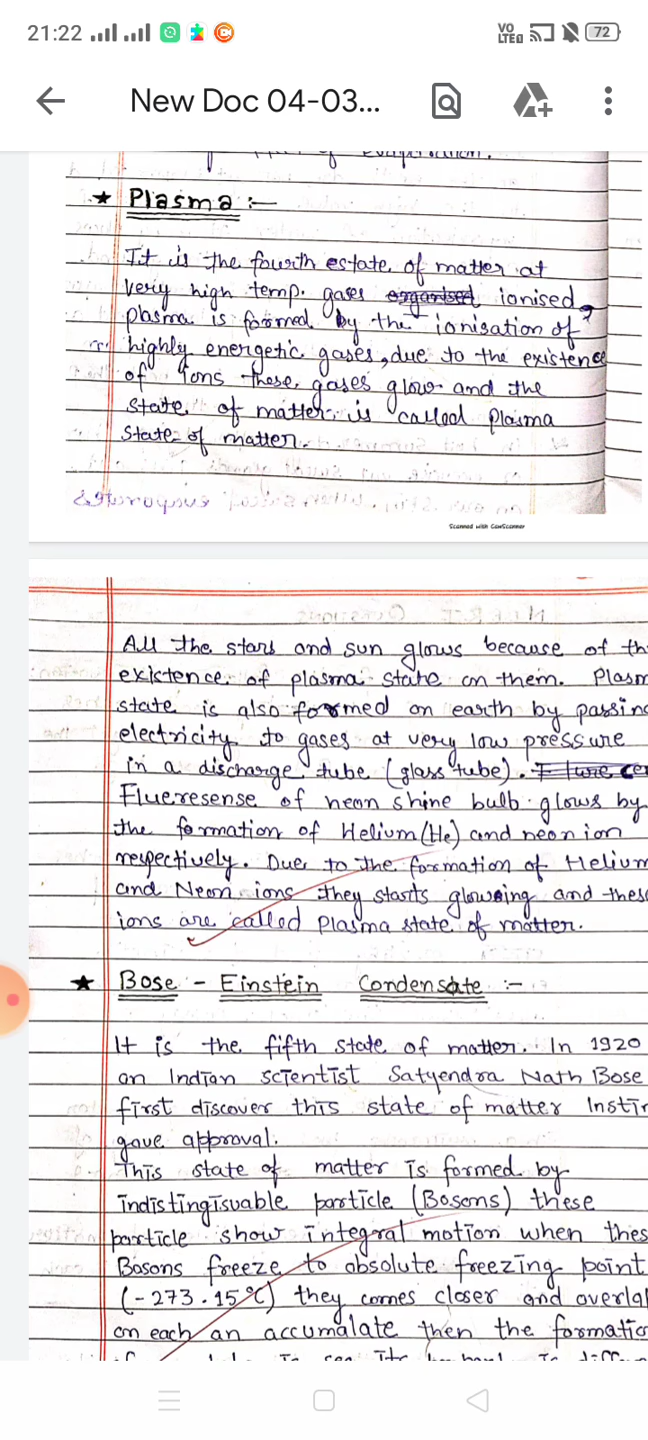 21:22
VO LTE 72
New Doc 04-03...
★ Plasma :-
It is the fourth estate of matter at
very high temp. gases organised ionised,
plasma is formed by the ionisation of
highly energetic gases, due to the existence
of Ions these gases glow and the
state of matter is called plasma
state of matter.
Scanned with CamScanner
All the stars and sun glows because of th
existence of plasma state on them. Plasm
state is also formed on earth by passing
electricity to gases at very low pressure
in a discharge tube (glass tube).
Flueresense of neon shine bulb glows by
the formation of Helium (He) and neon ion
respectively. Due to the formation of Helium
and Neon ions they starts glowing and thes
ions are called plasma state of matter.
★ Bose - Einstein Condensate :-
It is the fifth state of matter. In 1920
an Indian scientist Satyendra Nath Bose
first discover this state of matter
gave approval.
This state of matter is formed by
indistingisuable particle (Bosons) these
particle show integral motion when thes
Bosons freeze to absolute freezing point
(-273.15°C) they comes closer and overla
on each an accumalate then the formatio